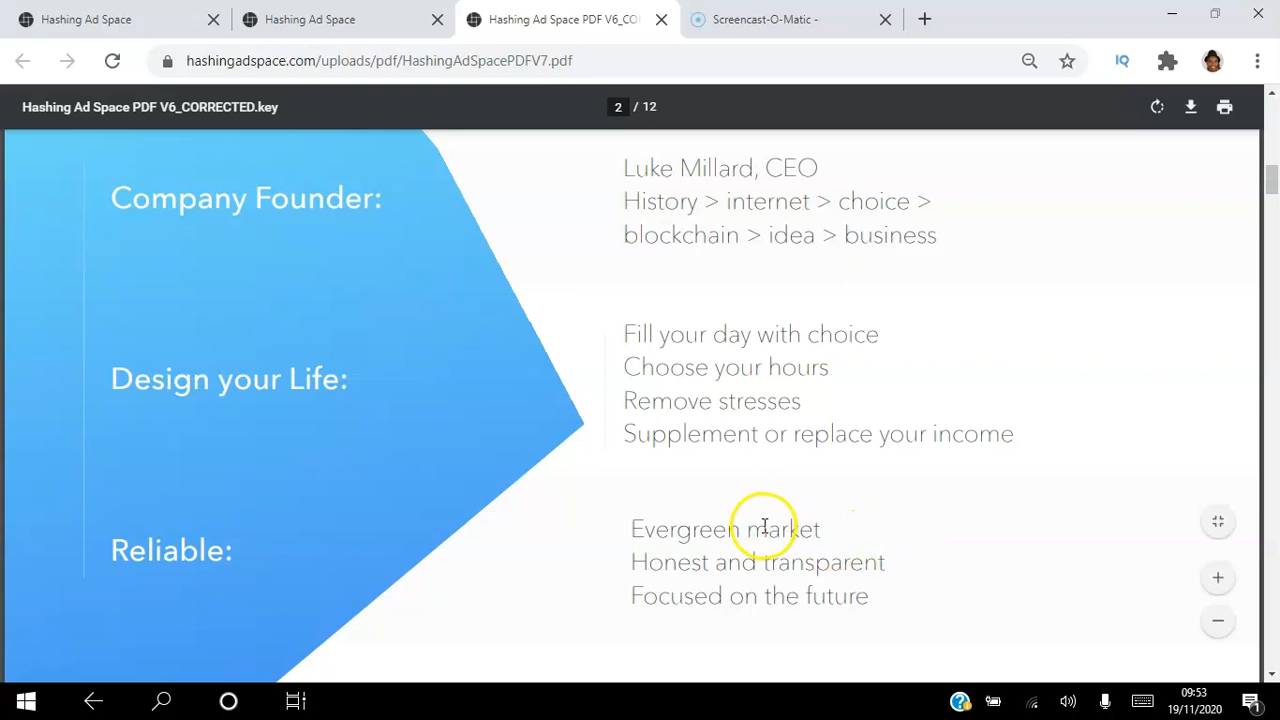 Hashing Ad Space
Hashing Ad Space
Hashing Ad Space PDF V6_CO
Screencast-O-Matic -
hashingadspace.com/uploads/pdf/HashingAdSpacePDFV7.pdf
IQ
Hashing Ad Space PDF V6_CORRECTED.key
2 / 12
Company Founder:
Luke Millard, CEO
History > internet > choice >
blockchain > idea > business
Design your Life:
Fill your day with choice
Choose your hours
Remove stresses
Supplement or replace your income
Reliable:
Evergreen market
Honest and transparent
Focused on the future
09:53
19/11/2020
1